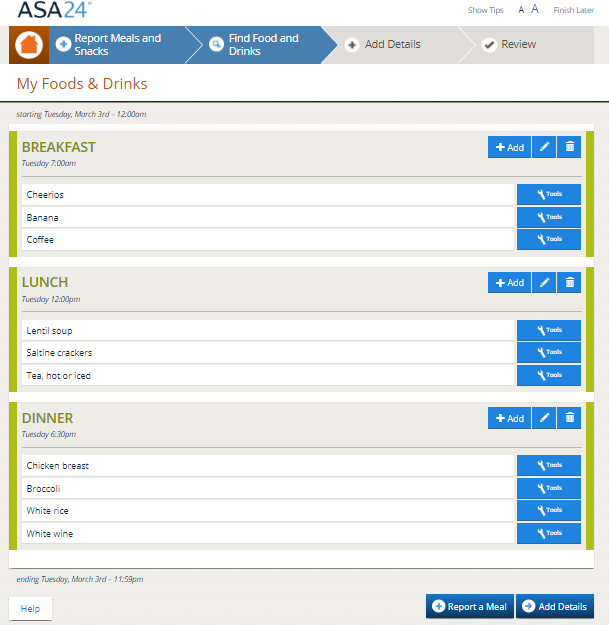 ASA24®
Show Tips A A Finish Later
Report Meals and
Snacks
Find Food and
Drinks
Add Details
Review
My Foods & Drinks
starting Tuesday, March 3rd – 12:00am
BREAKFAST
Add
Tuesday 7:00am
Cheerios Tools
Banana Tools
Coffee Tools
LUNCH
Add
Tuesday 12:00pm
Lentil soup Tools
Saltine crackers Tools
Tea, hot or iced Tools
DINNER
Add
Tuesday 6:30pm
Chicken breast Tools
Broccoli Tools
White rice Tools
White wine Tools
ending Tuesday, March 3rd – 11:59pm
Help
Report a Meal
Add Details